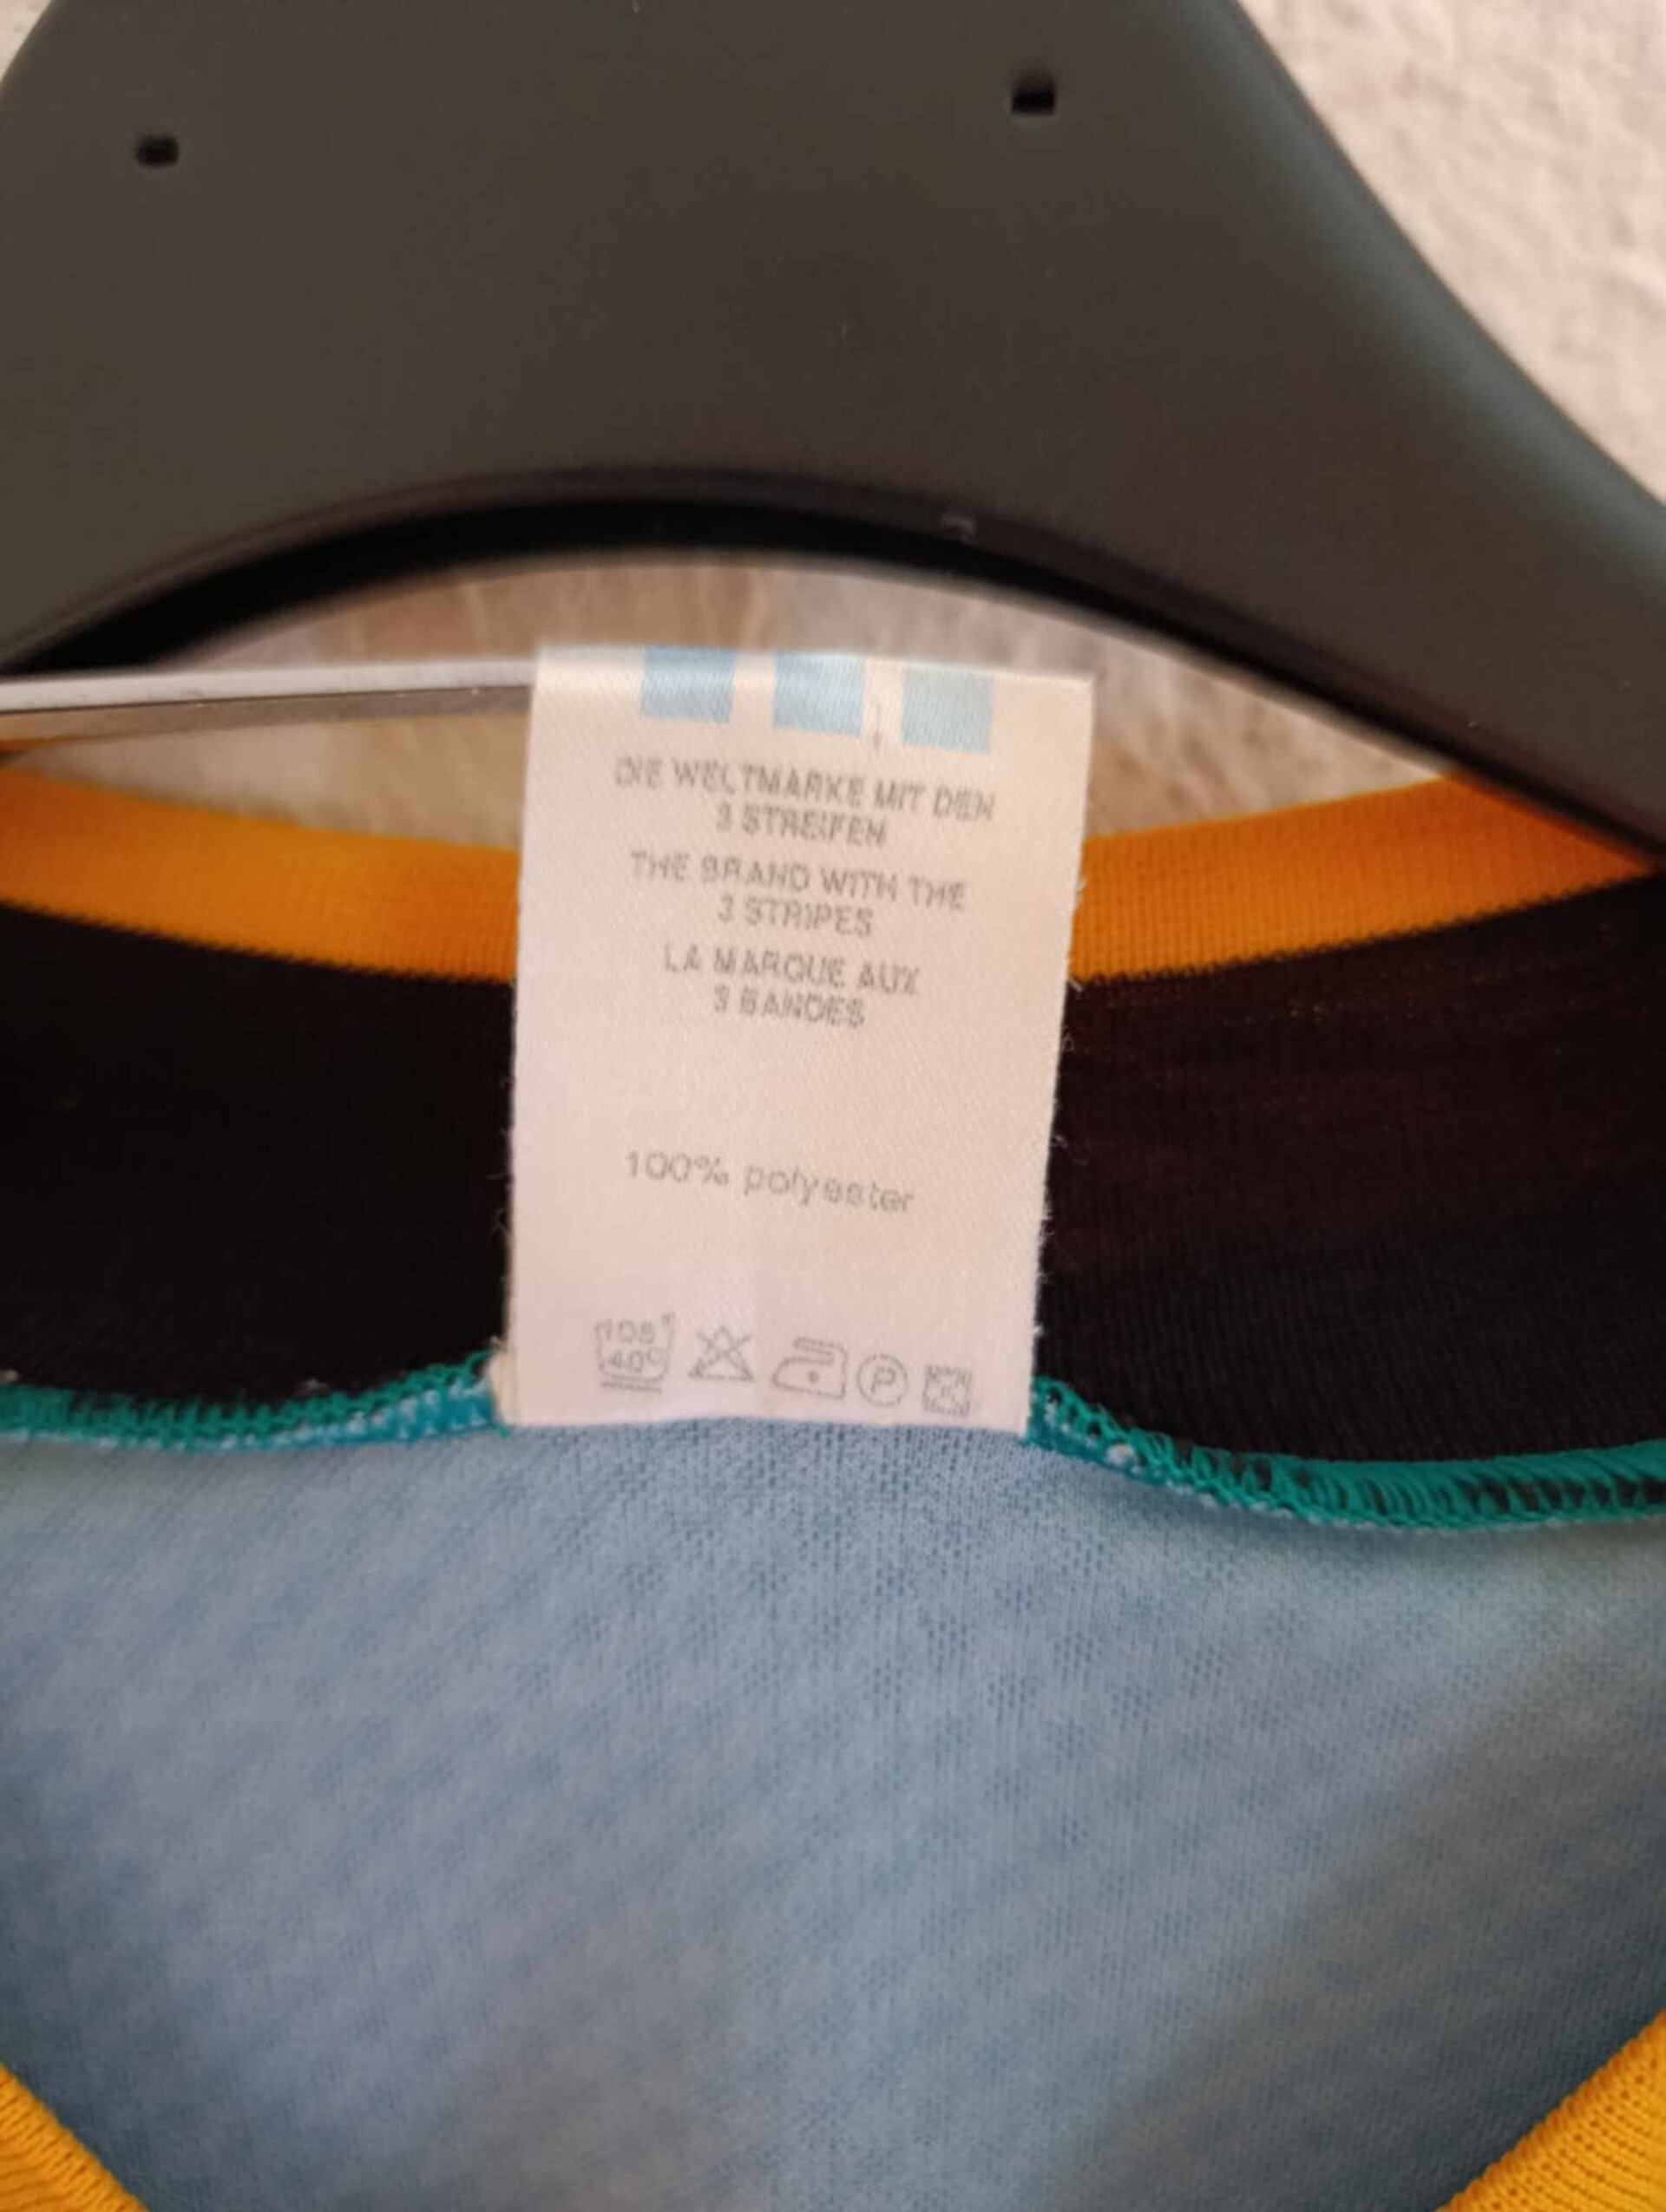 DIE WELTMARKE MIT DEN
3 STREIFEN
THE BRAND WITH THE
3 STRIPES
LA MARQUE AUX
3 BANDES
100% polyester
105°
40°
P